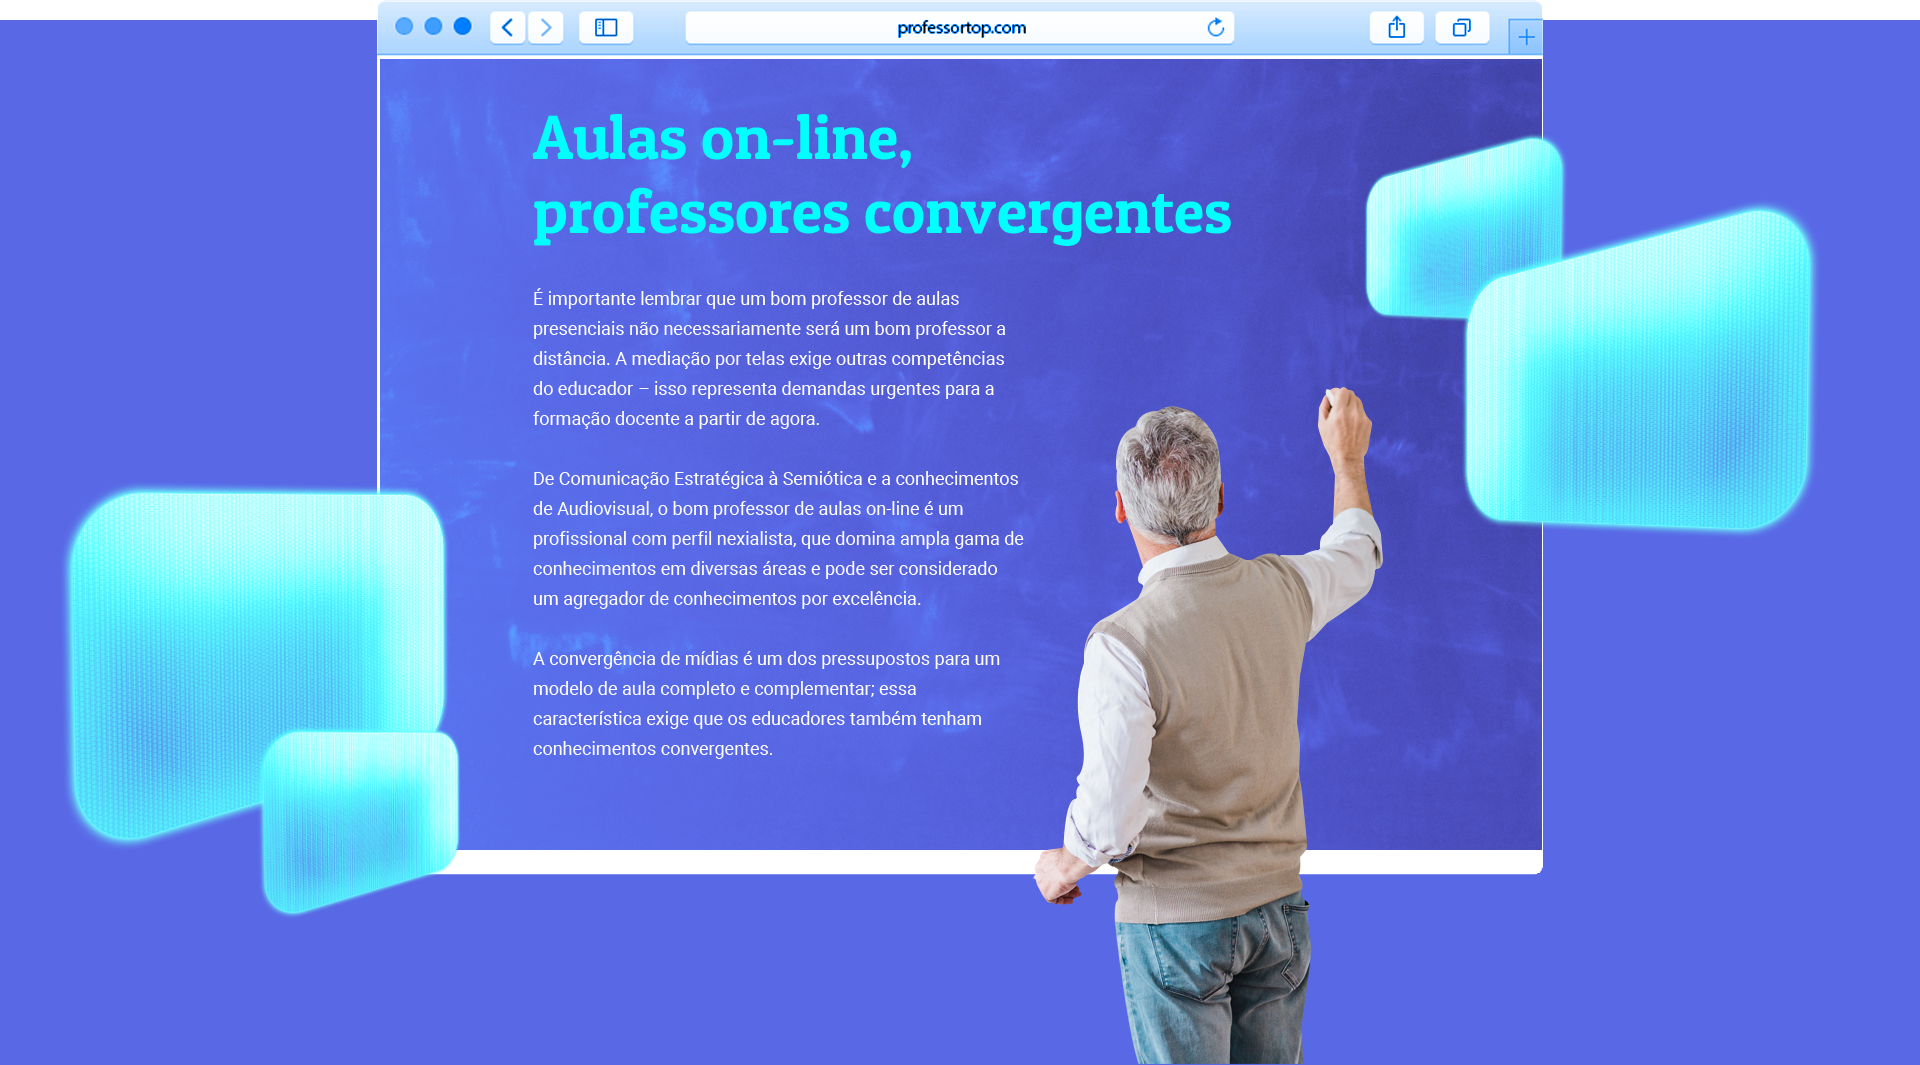 professortop.com
Aulas on-line,
professores convergentes
É importante lembrar que um bom professor de aulas
presenciais não necessariamente será um bom professor a
distância. A mediação por telas exige outras competências
do educador – isso representa demandas urgentes para a
formação docente a partir de agora.
De Comunicação Estratégica à Semiótica e a conhecimentos
de Audiovisual, o bom professor de aulas on-line é um
profissional com perfil nexialista, que domina ampla gama de
conhecimentos em diversas áreas e pode ser considerado
um agregador de conhecimentos por excelência.
A convergência de mídias é um dos pressupostos para um
modelo de aula completo e complementar; essa
característica exige que os educadores também tenham
conhecimentos convergentes.